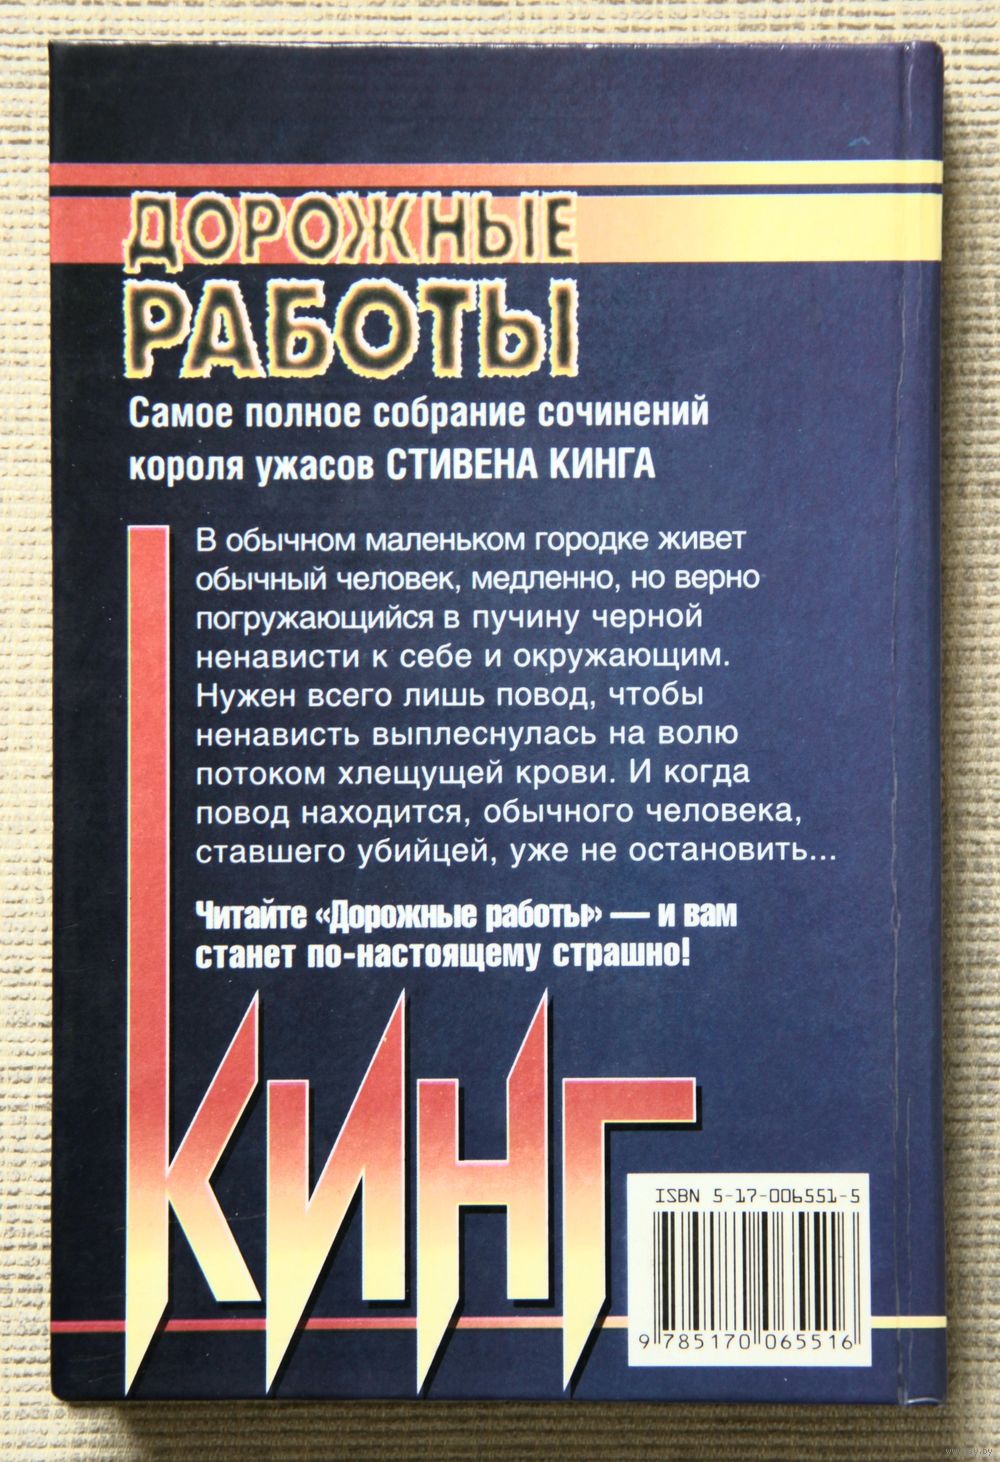 ДОРОЖНЫЕ
РАБОТЫ
Самое полное собрание сочинений
короля ужасов СТИВЕНА КИНГА
В обычном маленьком городке живет
обычный человек, медленно, но верно
погружающийся в пучину черной
ненависти к себе и окружающим.
Нужен всего лишь повод, чтобы
ненависть выплеснулась на волю
потоком хлещущей крови. И когда
повод находится, обычного человека,
ставшего убийцей, уже не остановить...
Читайте «Дорожные работы» — и вам
станет по-настоящему страшно!
КИНГ
ISBN 5-17-006551-5
9 785170 065516